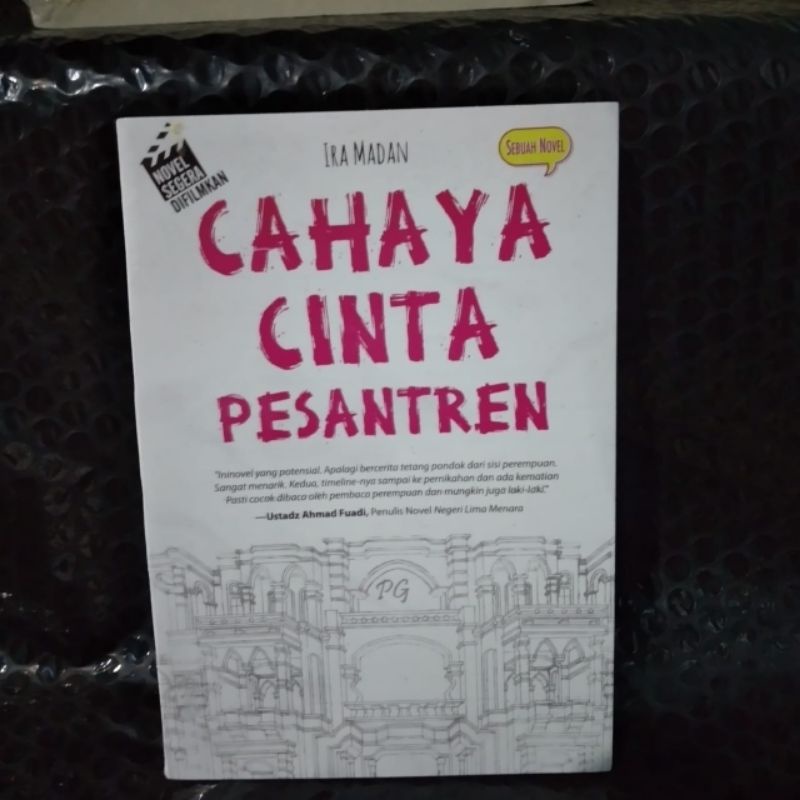 NOVEL
SEGERA
DIFILMKAN
IRA MADAN
SEBUAH NOVEL
CAHAYA
CINTA
PESANTREN
"Ininovel yang potensial. Apalagi bercerita tetang pondok dari sisi perempuan.
Sangat menarik. Kedua, timeline-nya sampai ke pernikahan dan ada kematian
Pasti cocok dibaca oleh pembaca perempuan dan mungkin juga laki-laki."
—Ustadz Ahmad Fuadi, Penulis Novel Negeri Lima Menara
PG